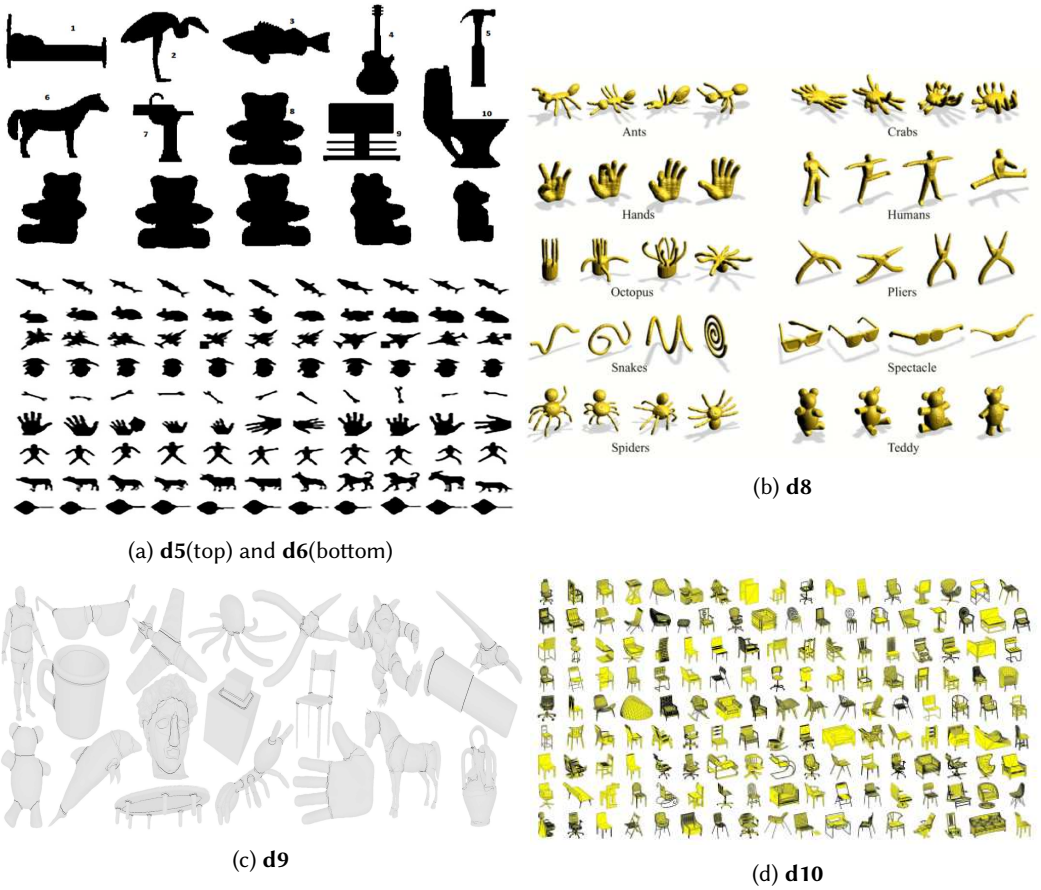 1
2
3
4
5
6
7
8
9
10
(a) d5(top) and d6(bottom)
Ants
Crabs
Hands
Humans
Octopus
Pliers
Snakes
Spectacle
Spiders
Teddy
(b) d8
(c) d9
(d) d10